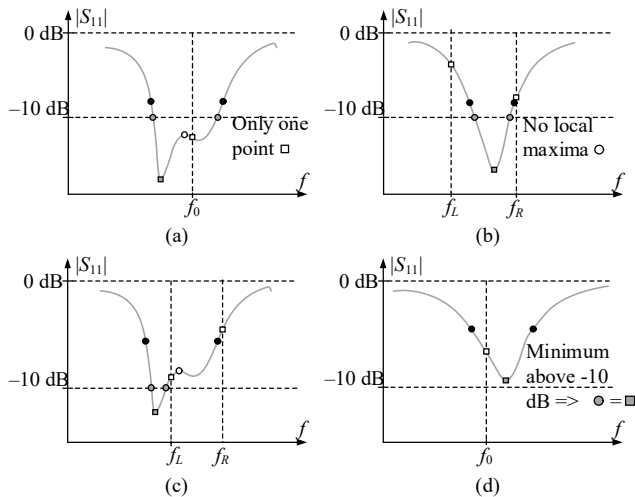 |S11|
0 dB
–10 dB
Only one
point
f
f0
(a)
|S11|
0 dB
–10 dB
No local
maxima
f
fL
fR
(b)
|S11|
0 dB
–10 dB
f
fL
fR
(c)
|S11|
0 dB
–10 dB
Minimum
above -10
dB => =
f
f0
(d)